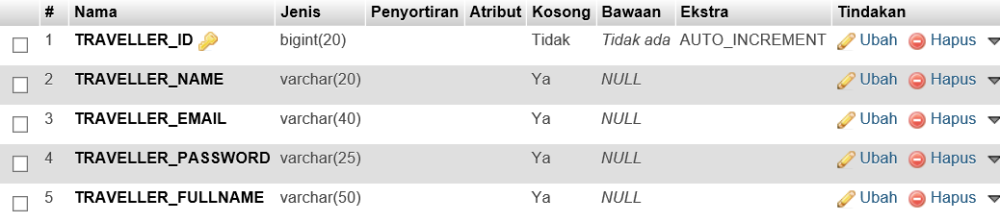 # Nama Jenis Penyortiran Atribut Kosong Bawaan Ekstra Tindakan
1 TRAVELLER_ID bigint(20) Tidak Tidak ada AUTO_INCREMENT Ubah Hapus
2 TRAVELLER_NAME varchar(20) Ya NULL Ubah Hapus
3 TRAVELLER_EMAIL varchar(40) Ya NULL Ubah Hapus
4 TRAVELLER_PASSWORD varchar(25) Ya NULL Ubah Hapus
5 TRAVELLER_FULLNAME varchar(50) Ya NULL Ubah Hapus